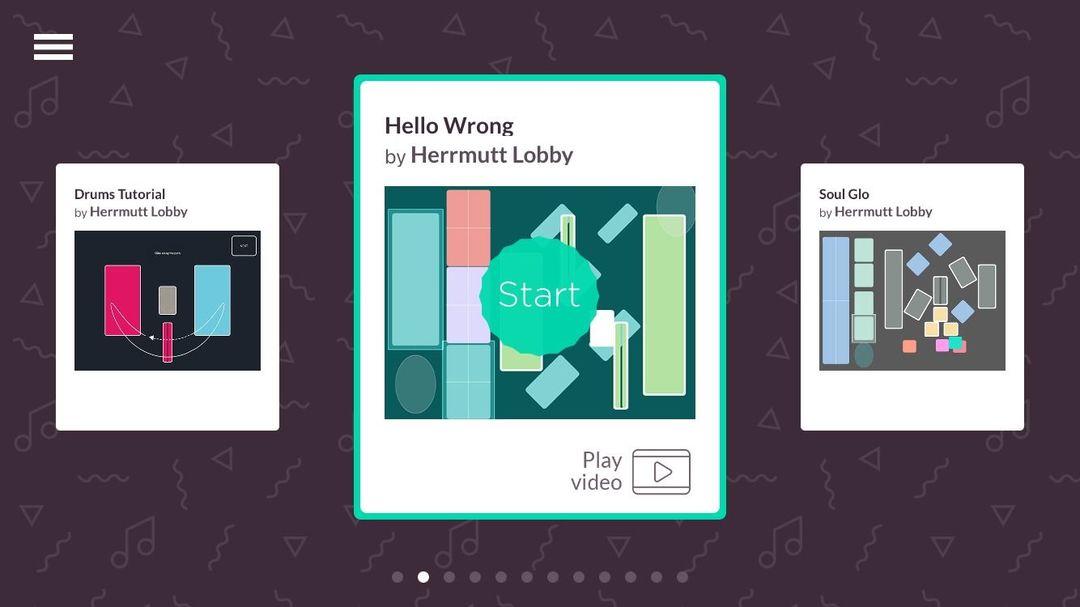 Hello Wrong
by Herrmutt Lobby
Start
Play
video
Drums Tutorial
by Herrmutt Lobby
Soul Glo
by Herrmutt Lobby